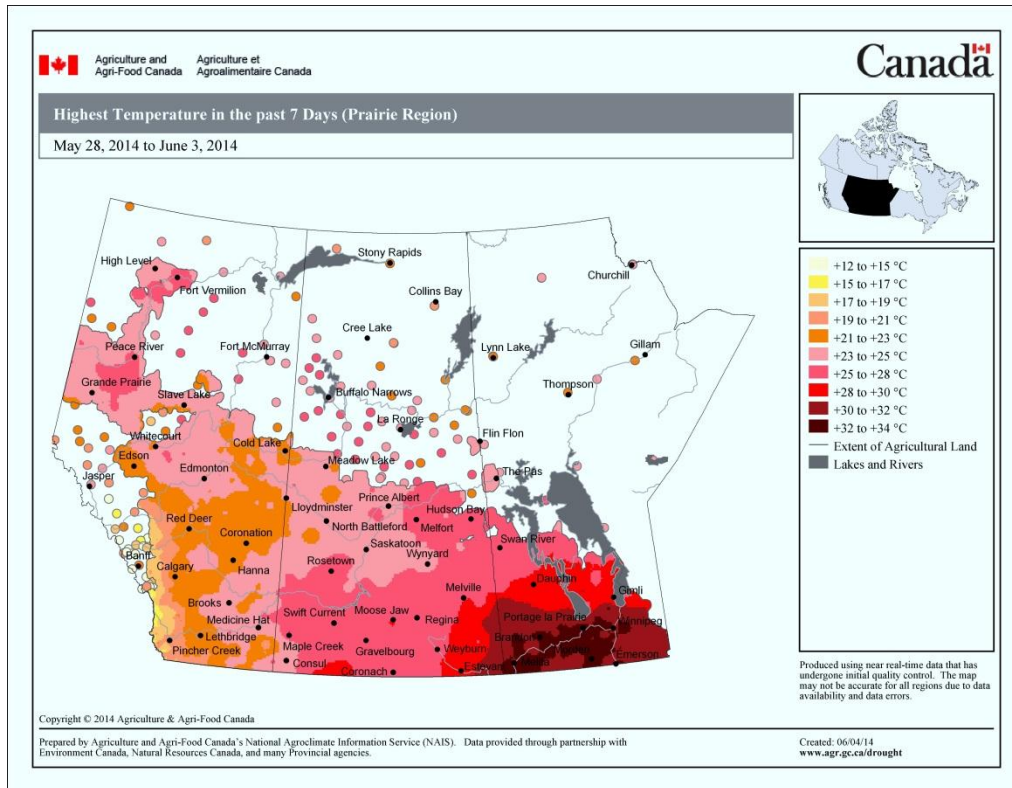 Agriculture and Agriculture et
Agri-Food Canada Agroalimentaire Canada
Canada
Highest Temperature in the past 7 Days (Prairie Region)
May 28, 2014 to June 3, 2014
Stony Rapids
High Level
Churchill
Fort Vermilion
Collins Bay
Cree Lake
Peace River
Fort McMurray
Lynn Lake
Gillam
Grande Prairie
Thompson
Slave Lake
Buffalo Narrows
La Ronge
Whitecourt
Cold Lake
Flin Flon
Edson
Edmonton
Meadow Lake
The Pas
Jasper
Lloydminster
Prince Albert
Hudson Bay
Red Deer
North Battleford
Melfort
Coronation
Saskatoon
Swan River
Banff
Calgary
Hanna
Rosetown
Wynyard
Dauphin
Gimli
Brooks
Melville
Medicine Hat
Swift Current
Moose Jaw
Regina
Portage la Prairie
Winnipeg
Lethbridge
Brandon
Pincher Creek
Maple Creek
Gravelbourg
Weyburn
Consul
Coronach
Estevan
Melita
Emerson
+12 to +15 °C
+15 to +17 °C
+17 to +19 °C
+19 to +21 °C
+21 to +23 °C
+23 to +25 °C
+25 to +28 °C
+28 to +30 °C
+30 to +32 °C
+32 to +34 °C
Extent of Agricultural Land
Lakes and Rivers
Produced using near real-time data that has
undergone initial quality control. The map
may not be accurate for all regions due to data
availability and data errors.
Copyright © 2014 Agriculture & Agri-Food Canada
Prepared by Agriculture and Agri-Food Canada's National Agroclimate Information Service (NAIS). Data provided through partnership with
Environment Canada, Natural Resources Canada, and many Provincial agencies.
Created: 06/04/14
www.agr.gc.ca/drought